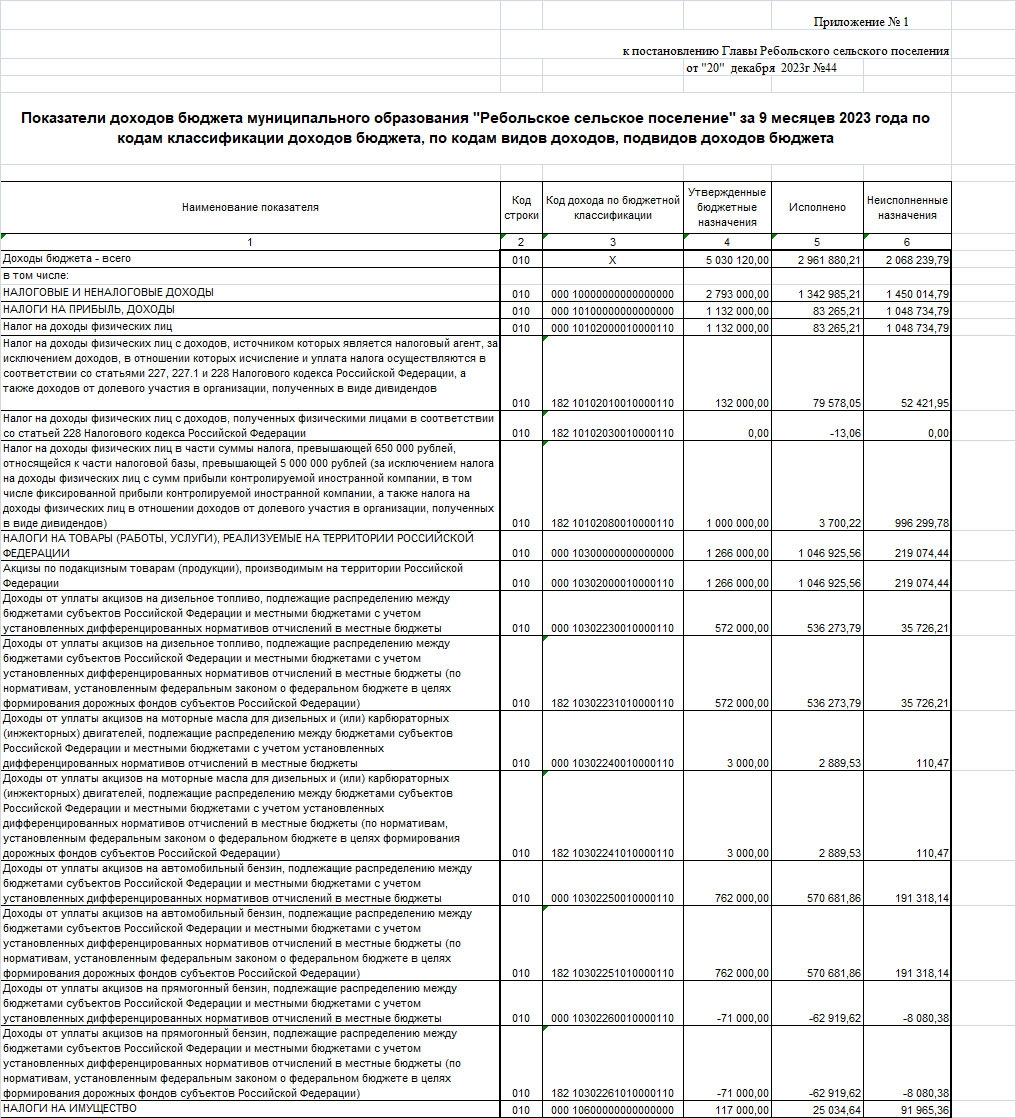 Приложение № 1
к постановлению Главы Ребольского сельского поселения
от "20" декабря 2023г №44
Показатели доходов бюджета муниципального образования "Ребольское сельское поселение" за 9 месяцев 2023 года по
кодам классификации доходов бюджета, по кодам видов доходов, подвидов доходов бюджета
Наименование показателя
Код
строки
Код дохода по бюджетной
классификации
Утвержденные
бюджетные
назначения
Исполнено
Неисполненные
назначения
1 2 3 4 5 6
Доходы бюджета - всего 010 X 5 030 120,00 2 961 880,21 2 068 239,79
в том числе:
НАЛОГОВЫЕ И НЕНАЛОГОВЫЕ ДОХОДЫ 010 000 10000000000000000 2 793 000,00 1 342 985,21 1 450 014,79
НАЛОГИ НА ПРИБЫЛЬ, ДОХОДЫ 010 000 10100000000000000 1 132 000,00 83 265,21 1 048 734,79
Налог на доходы физических лиц 010 000 10102000010000110 1 132 000,00 83 265,21 1 048 734,79
Налог на доходы физических лиц с доходов, источником которых является налоговый агент, за
исключением доходов, в отношении которых исчисление и уплата налога осуществляются в
соответствии со статьями 227, 227.1 и 228 Налогового кодекса Российской Федерации, а
также доходов от долевого участия в организации, полученных в виде дивидендов
010 182 10102010010000110 132 000,00 79 578,05 52 421,95
Налог на доходы физических лиц с доходов, полученных физическими лицами в соответствии
со статьей 228 Налогового кодекса Российской Федерации 010 182 10102030010000110 0,00 -13,06 0,00
Налог на доходы физических лиц в части суммы налога, превышающей 650 000 рублей,
относящейся к части налоговой базы, превышающей 5 000 000 рублей (за исключением налога
на доходы физических лиц с сумм прибыли контролируемой иностранной компании, в том
числе фиксированной прибыли контролируемой иностранной компании, а также налога на
доходы физических лиц в отношении доходов от долевого участия в организации, полученных
в виде дивидендов) 010 182 10102080010000110 1 000 000,00 3 700,22 996 299,78
НАЛОГИ НА ТОВАРЫ (РАБОТЫ, УСЛУГИ), РЕАЛИЗУЕМЫЕ НА ТЕРРИТОРИИ РОССИЙСКОЙ
ФЕДЕРАЦИИ 010 000 10300000000000000 1 266 000,00 1 046 925,56 219 074,44
Акцизы по подакцизным товарам (продукции), производимым на территории Российской
Федерации 010 000 10302000010000110 1 266 000,00 1 046 925,56 219 074,44
Доходы от уплаты акцизов на дизельное топливо, подлежащие распределению между
бюджетами субъектов Российской Федерации и местными бюджетами с учетом
установленных дифференцированных нормативов отчислений в местные бюджеты 010 000 10302230010000110 572 000,00 536 273,79 35 726,21
Доходы от уплаты акцизов на дизельное топливо, подлежащие распределению между
бюджетами субъектов Российской Федерации и местными бюджетами с учетом
установленных дифференцированных нормативов отчислений в местные бюджеты (по
нормативам, установленным федеральным законом о федеральном бюджете в целях
формирования дорожных фондов субъектов Российской Федерации) 010 182 10302231010000110 572 000,00 536 273,79 35 726,21
Доходы от уплаты акцизов на моторные масла для дизельных и (или) карбюраторных
(инжекторных) двигателей, подлежащие распределению между бюджетами субъектов
Российской Федерации и местными бюджетами с учетом установленных
дифференцированных нормативов отчислений в местные бюджеты 010 000 10302240010000110 3 000,00 2 889,53 110,47
Доходы от уплаты акцизов на моторные масла для дизельных и (или) карбюраторных
(инжекторных) двигателей, подлежащие распределению между бюджетами субъектов
Российской Федерации и местными бюджетами с учетом установленных
дифференцированных нормативов отчислений в местные бюджеты (по нормативам,
установленным федеральным законом о федеральном бюджете в целях формирования
дорожных фондов субъектов Российской Федерации) 010 182 10302241010000110 3 000,00 2 889,53 110,47
Доходы от уплаты акцизов на автомобильный бензин, подлежащие распределению между
бюджетами субъектов Российской Федерации и местными бюджетами с учетом
установленных дифференцированных нормативов отчислений в местные бюджеты 010 000 10302250010000110 762 000,00 570 681,86 191 318,14
Доходы от уплаты акцизов на автомобильный бензин, подлежащие распределению между
бюджетами субъектов Российской Федерации и местными бюджетами с учетом
установленных дифференцированных нормативов отчислений в местные бюджеты (по
нормативам, установленным федеральным законом о федеральном бюджете в целях
формирования дорожных фондов субъектов Российской Федерации) 010 182 10302251010000110 762 000,00 570 681,86 191 318,14
Доходы от уплаты акцизов на прямогонный бензин, подлежащие распределению между
бюджетами субъектов Российской Федерации и местными бюджетами с учетом
установленных дифференцированных нормативов отчислений в местные бюджеты 010 000 10302260010000110 -71 000,00 -62 919,62 -8 080,38
Доходы от уплаты акцизов на прямогонный бензин, подлежащие распределению между
бюджетами субъектов Российской Федерации и местными бюджетами с учетом
установленных дифференцированных нормативов отчислений в местные бюджеты (по
нормативам, установленным федеральным законом о федеральном бюджете в целях
формирования дорожных фондов субъектов Российской Федерации) 010 182 10302261010000110 -71 000,00 -62 919,62 -8 080,38
НАЛОГИ НА ИМУЩЕСТВО 010 000 10600000000000000 117 000,00 25 034,64 91 965,36